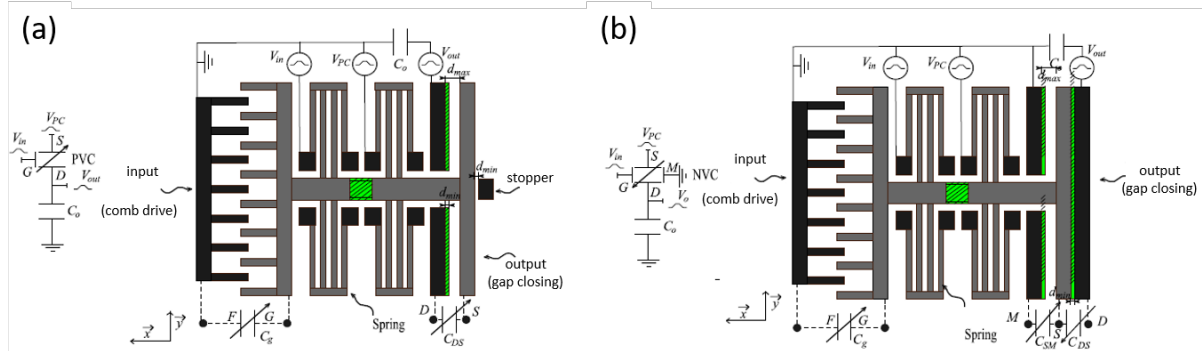 (a)
V_in
V_PC
C_o
V_out
d_max
V_PC
V_in
S
PVC
G
D
V_out
C_o
input
(comb drive)
d_min
stopper
d_min
output
(gap closing)
Spring
F
G
C_g
D
S
C_DS
x
y
(b)
V_in
V_PC
C
V_out
d_max
V_PC
V_in
S
M
NVC
G
D
V_o
C_o
input
(comb drive)
output
(gap closing)
d_min
Spring
F
G
C_g
M
S
D
C_SM
C_DS
x
y